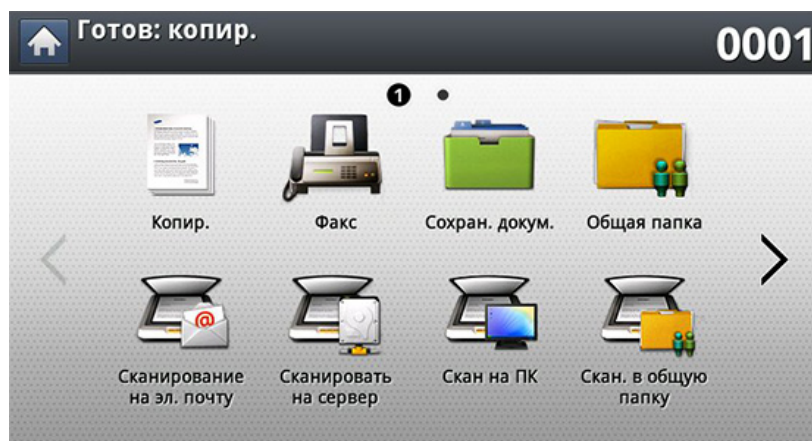 Готов: копир.
0001
1
Копир.
Факс
Сохран. докум.
Общая папка
@
Сканирование
на эл. почту
Сканировать
на сервер
Скан на ПК
Скан. в общую
папку